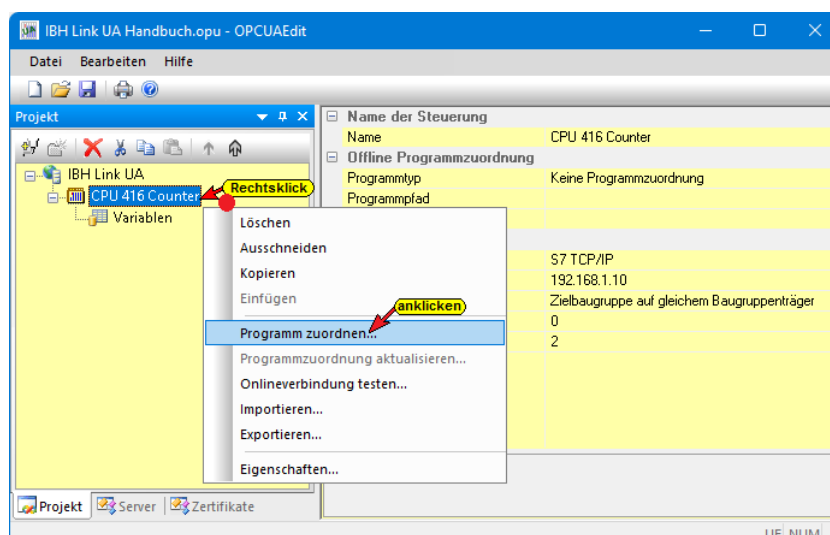 IBH Link UA Handbuch.opu - OPCUAEdit
Datei Bearbeiten Hilfe
Projekt
IBH Link UA
CPU 416 Counter
Variablen
Rechtsklick
Löschen
Ausschneiden
Kopieren
Einfügen
anklicken
Programm zuordnen...
Programmzuordnung aktualisieren...
Onlineverbindung testen...
Importieren...
Exportieren...
Eigenschaften...
Name der Steuerung
Name CPU 416 Counter
Offline Programmzuordnung
Programmtyp Keine Programmzuordnung
Programmpfad
S7 TCP/IP
192.168.1.10
Zielbaugruppe auf gleichem Baugruppenträger
0
2
Projekt Server Zertifikate
NUM